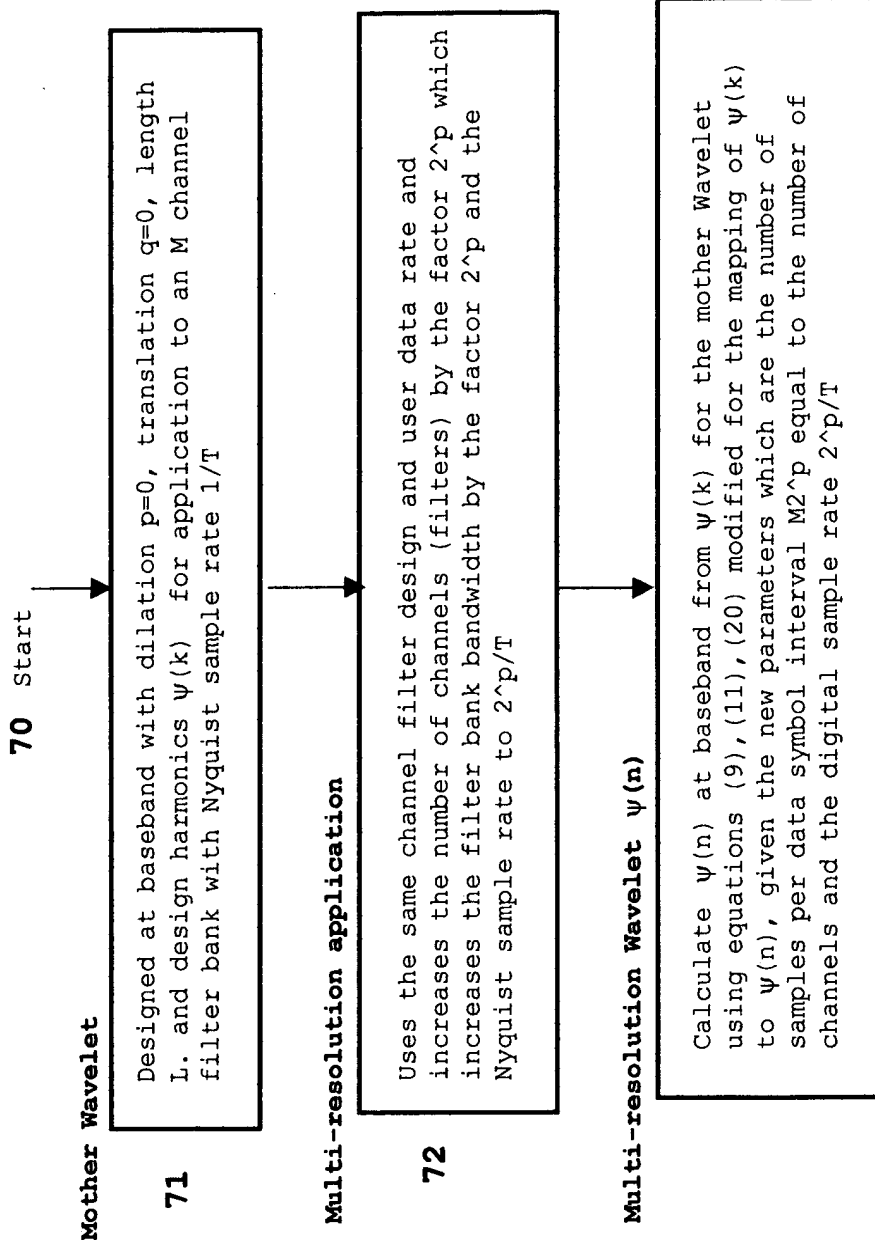 70 Start
Mother Wavelet
71
Designed at baseband with dilation p=0, translation q=0, length
L. and design harmonics ψ(k) for application to an M channel
filter bank with Nyquist sample rate 1/T
Multi-resolution application
72
Uses the same channel filter design and user data rate and
increases the number of channels (filters) by the factor 2^p which
increases the filter bank bandwidth by the factor 2^p and the
Nyquist sample rate to 2^p/T
Multi-resolution Wavelet ψ(n)
Calculate ψ(n) at baseband from ψ(k) for the mother Wavelet
using equations (9),(11),(20) modified for the mapping of ψ(k)
to ψ(n), given the new parameters which are the number of
samples per data symbol interval M2^p equal to the number of
channels and the digital sample rate 2^p/T